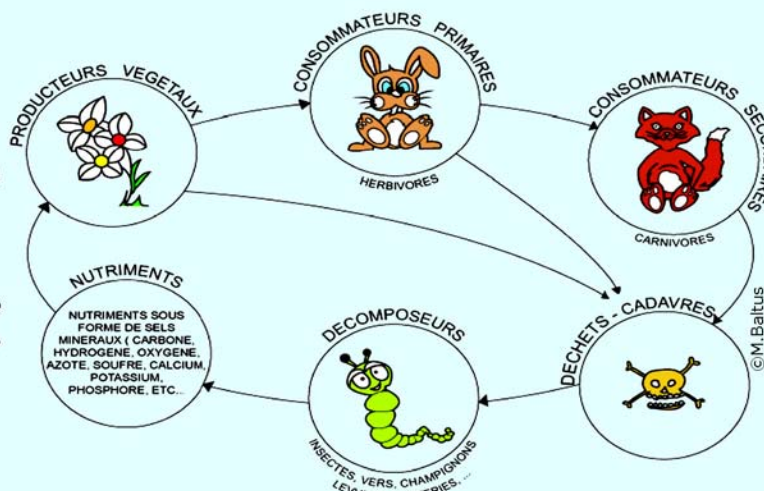 PRODUCTEURS VEGETAUX
CONSOMMATEURS PRIMAIRES
HERBIVORES
CONSOMMATEURS SECONDAIRES
CARNIVORES
DECHETS - CADAVRES
DECOMPOSEURS
INSECTES, VERS, CHAMPIGNONS
NUTRIMENTS
NUTRIMENTS SOUS
FORME DE SELS
MINERAUX ( CARBONE,
HYDROGENE, OXYGENE,
AZOTE, SOUFRE, CALCIUM,
POTASSIUM,
PHOSPHORE, ETC...
©M.Baltus